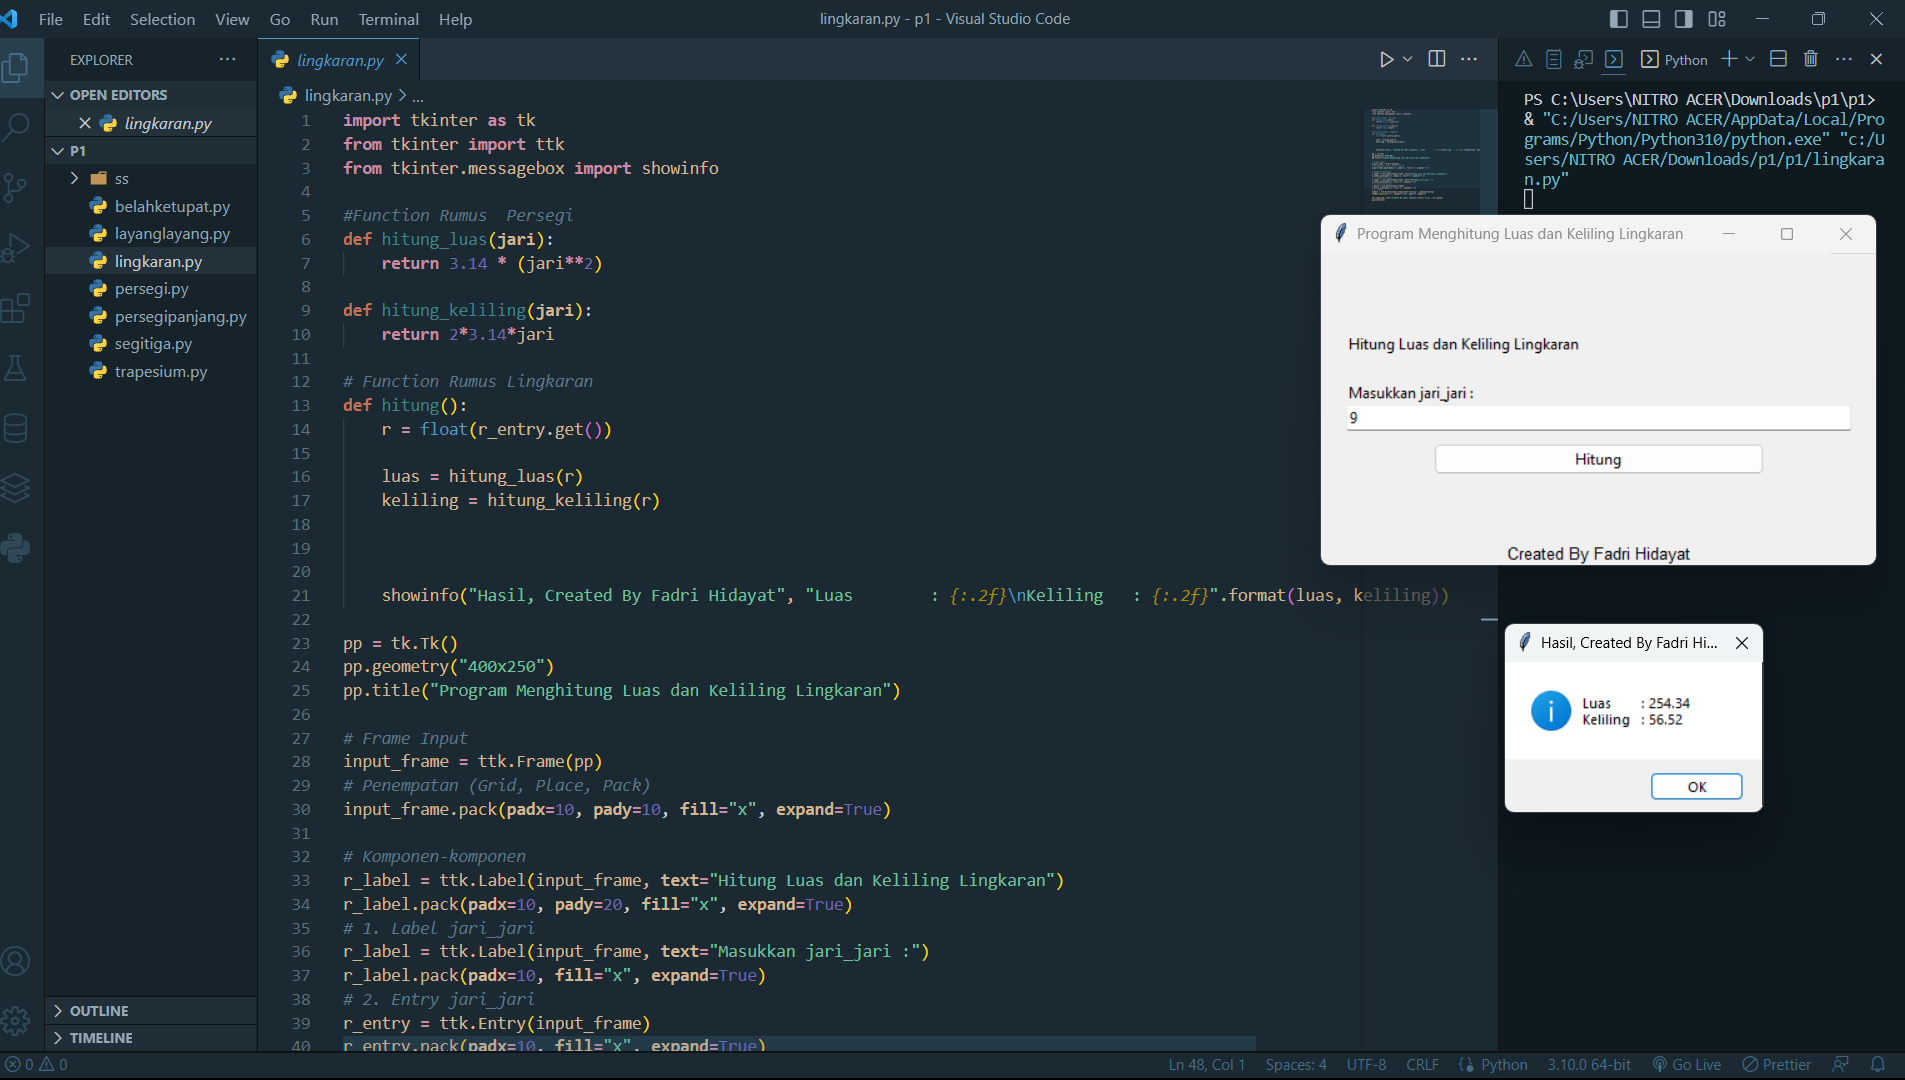 File Edit Selection View Go Run Terminal Help
lingkaran.py - p1 - Visual Studio Code
EXPLORER
OPEN EDITORS
lingkaran.py
P1
ss
belahketupat.py
layanglayang.py
lingkaran.py
persegi.py
persegipanjang.py
segitiga.py
trapesium.py
OUTLINE
TIMELINE
lingkaran.py
lingkaran.py > ...
1 import tkinter as tk
2 from tkinter import ttk
3 from tkinter.messagebox import showinfo
4
5 #Function Rumus  Persegi
6 def hitung_luas(jari):
7     return 3.14 * (jari**2)
8
9 def hitung_keliling(jari):
10     return 2*3.14*jari
11
12 # Function Rumus Lingkaran
13 def hitung():
14     r = float(r_entry.get())
15
16     luas = hitung_luas(r)
17     keliling = hitung_keliling(r)
18
19
20
21     showinfo("Hasil, Created By Fadri Hidayat", "Luas        : {:.2f}\nKeliling   : {:.2f}".format(luas, keliling))
22
23 pp = tk.Tk()
24 pp.geometry("400x250")
25 pp.title("Program Menghitung Luas dan Keliling Lingkaran")
26
27 # Frame Input
28 input_frame = ttk.Frame(pp)
29 # Penempatan (Grid, Place, Pack)
30 input_frame.pack(padx=10, pady=10, fill="x", expand=True)
31
32 # Komponen-komponen
33 r_label = ttk.Label(input_frame, text="Hitung Luas dan Keliling Lingkaran")
34 r_label.pack(padx=10, pady=20, fill="x", expand=True)
35 # 1. Label jari_jari
36 r_label = ttk.Label(input_frame, text="Masukkan jari_jari :")
37 r_label.pack(padx=10, fill="x", expand=True)
38 # 2. Entry jari_jari
39 r_entry = ttk.Entry(input_frame)
40 r_entry.pack(padx=10, fill="x", expand=True)
Python
PS C:\Users\NITRO ACER\Downloads\p1\p1>
& "C:/Users/NITRO ACER/AppData/Local/Pro
grams/Python/Python310/python.exe" "c:/U
sers/NITRO ACER/Downloads/p1/p1/lingkara
n.py"
Program Menghitung Luas dan Keliling Lingkaran
Hitung Luas dan Keliling Lingkaran
Masukkan jari_jari :
9
Hitung
Created By Fadri Hidayat
Hasil, Created By Fadri Hi...
Luas : 254.34
Keliling : 56.52
OK
0 0
Ln 48, Col 1 Spaces: 4 UTF-8 CRLF Python 3.10.0 64-bit Go Live Prettier